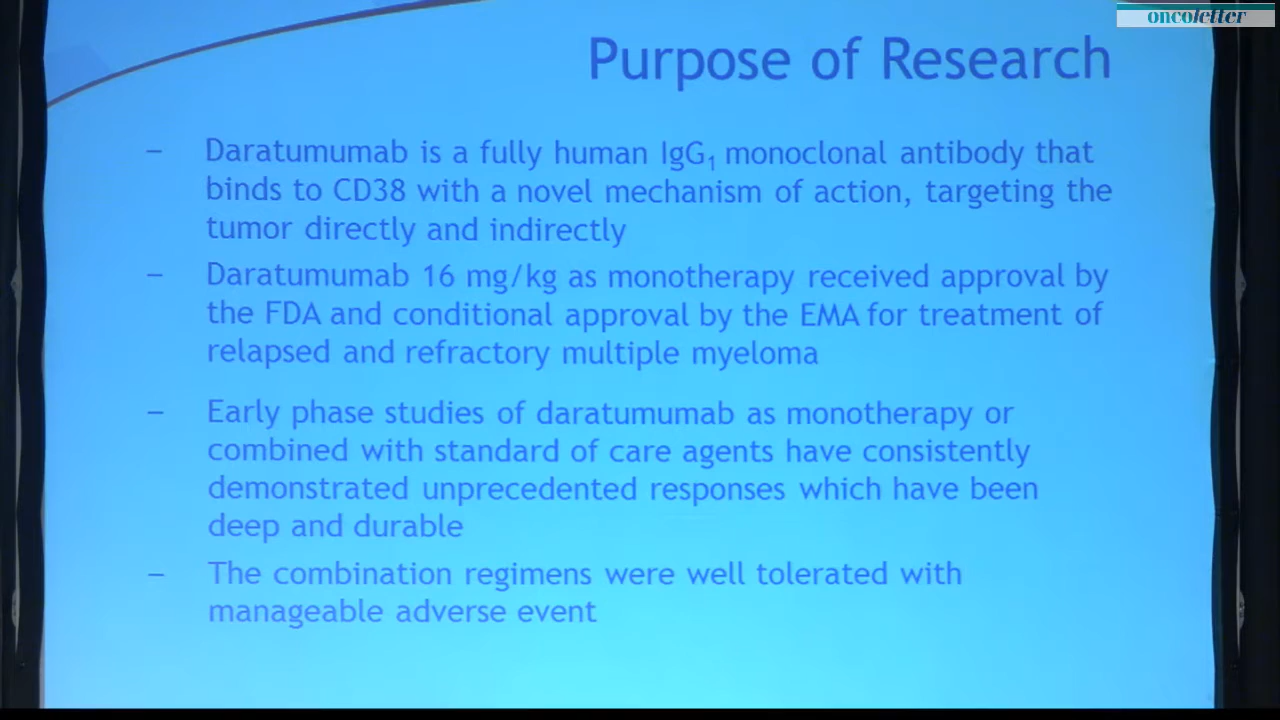 oncoletter
Purpose of Research
– Daratumumab is a fully human IgG₁ monoclonal antibody that
binds to CD38 with a novel mechanism of action, targeting the
tumor directly and indirectly
– Daratumumab 16 mg/kg as monotherapy received approval by
the FDA and conditional approval by the EMA for treatment of
relapsed and refractory multiple myeloma
– Early phase studies of daratumumab as monotherapy or
combined with standard of care agents have consistently
demonstrated unprecedented responses which have been
deep and durable
– The combination regimens were well tolerated with
manageable adverse event